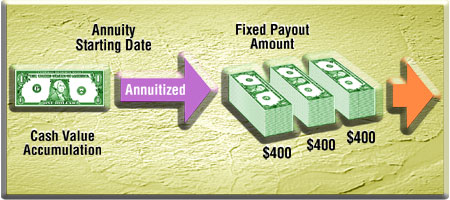 Annuity
Starting Date
Fixed Payout
Amount
Annuitized
Cash Value
Accumulation
$400
$400
$400